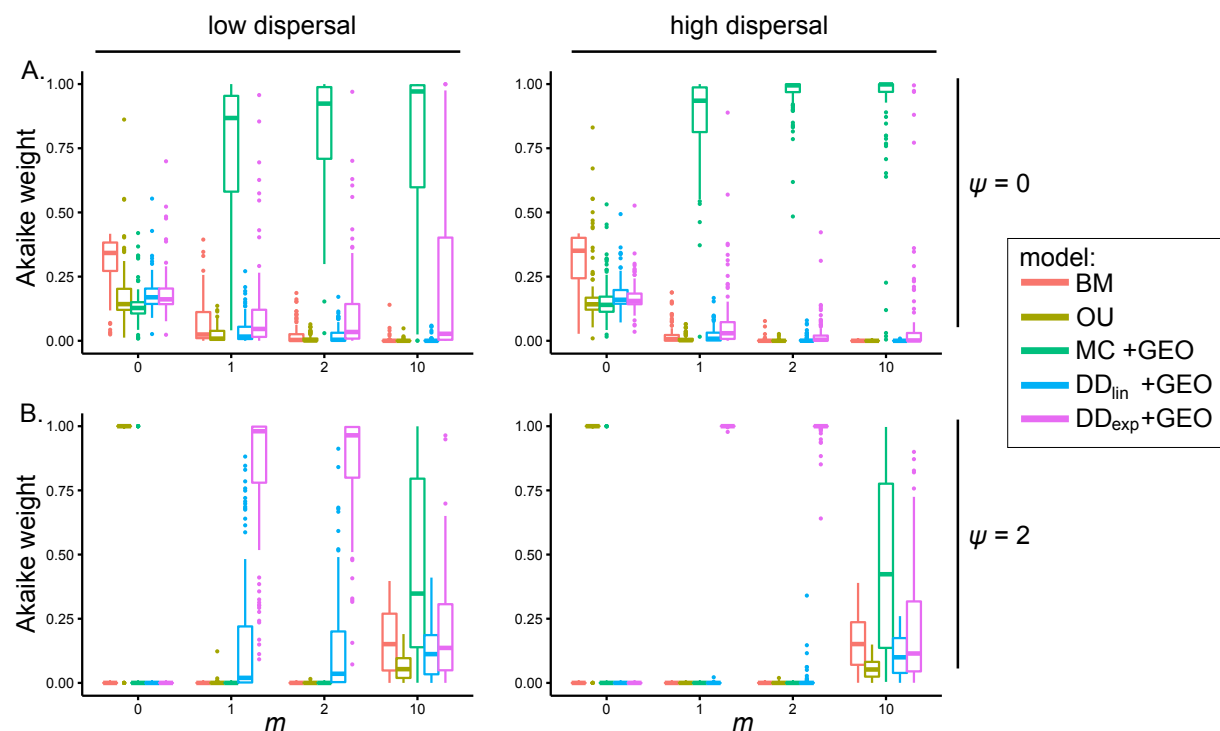 low dispersal
high dispersal
A.
Akaike weight
1.00
0.75
0.50
0.25
0.00
0
1
2
10
1.00
0.75
0.50
0.25
0.00
0
1
2
10
ψ = 0
B.
Akaike weight
1.00
0.75
0.50
0.25
0.00
0
1
2
10
m
1.00
0.75
0.50
0.25
0.00
0
1
2
10
m
ψ = 2
model:
BM
OU
MC +GEO
DDlin +GEO
DDexp+GEO